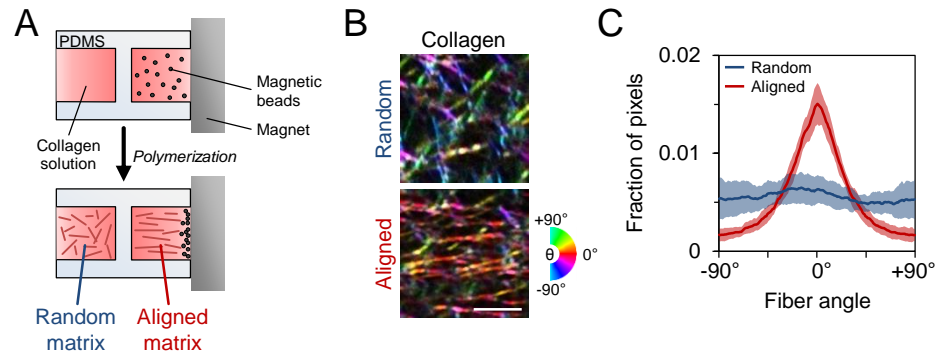 A
PDMS
Magnetic
beads
Magnet
Collagen
solution
Polymerization
Random
matrix
Aligned
matrix
B
Collagen
Random
Aligned
+90°
θ
0°
-90°
C
0.02
0.01
0
Fraction of pixels
Random
Aligned
-90°
0°
+90°
Fiber angle